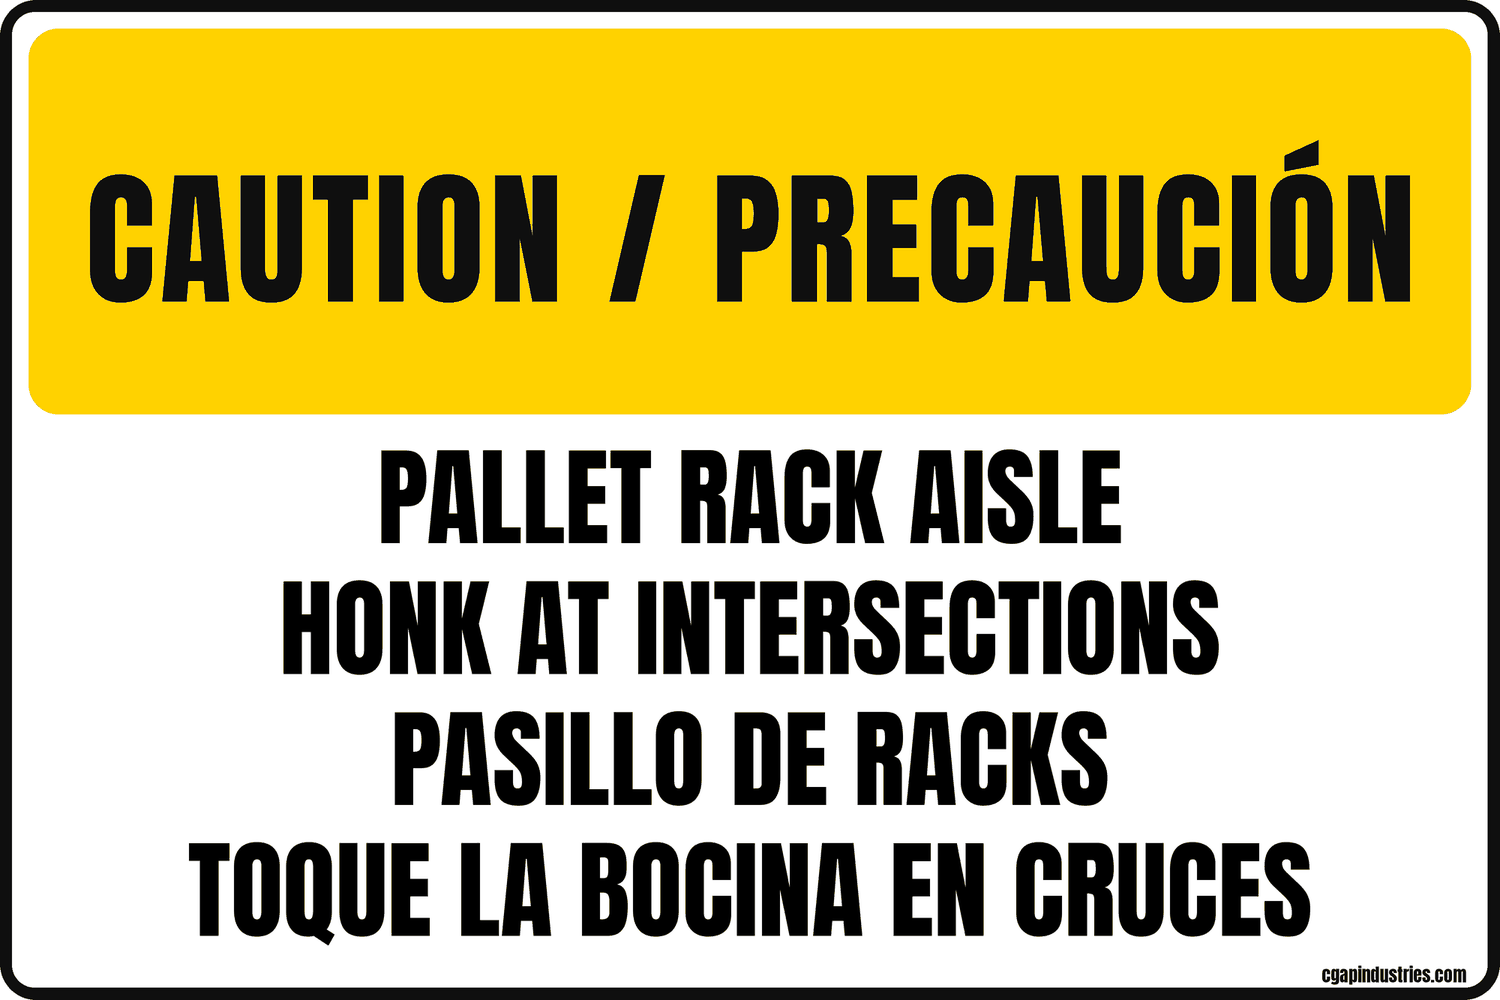 CAUTION / PRECAUCIÓN
PALLET RACK AISLE
HONK AT INTERSECTIONS
PASILLO DE RACKS
TOQUE LA BOCINA EN CRUCES
cgapindustries.com